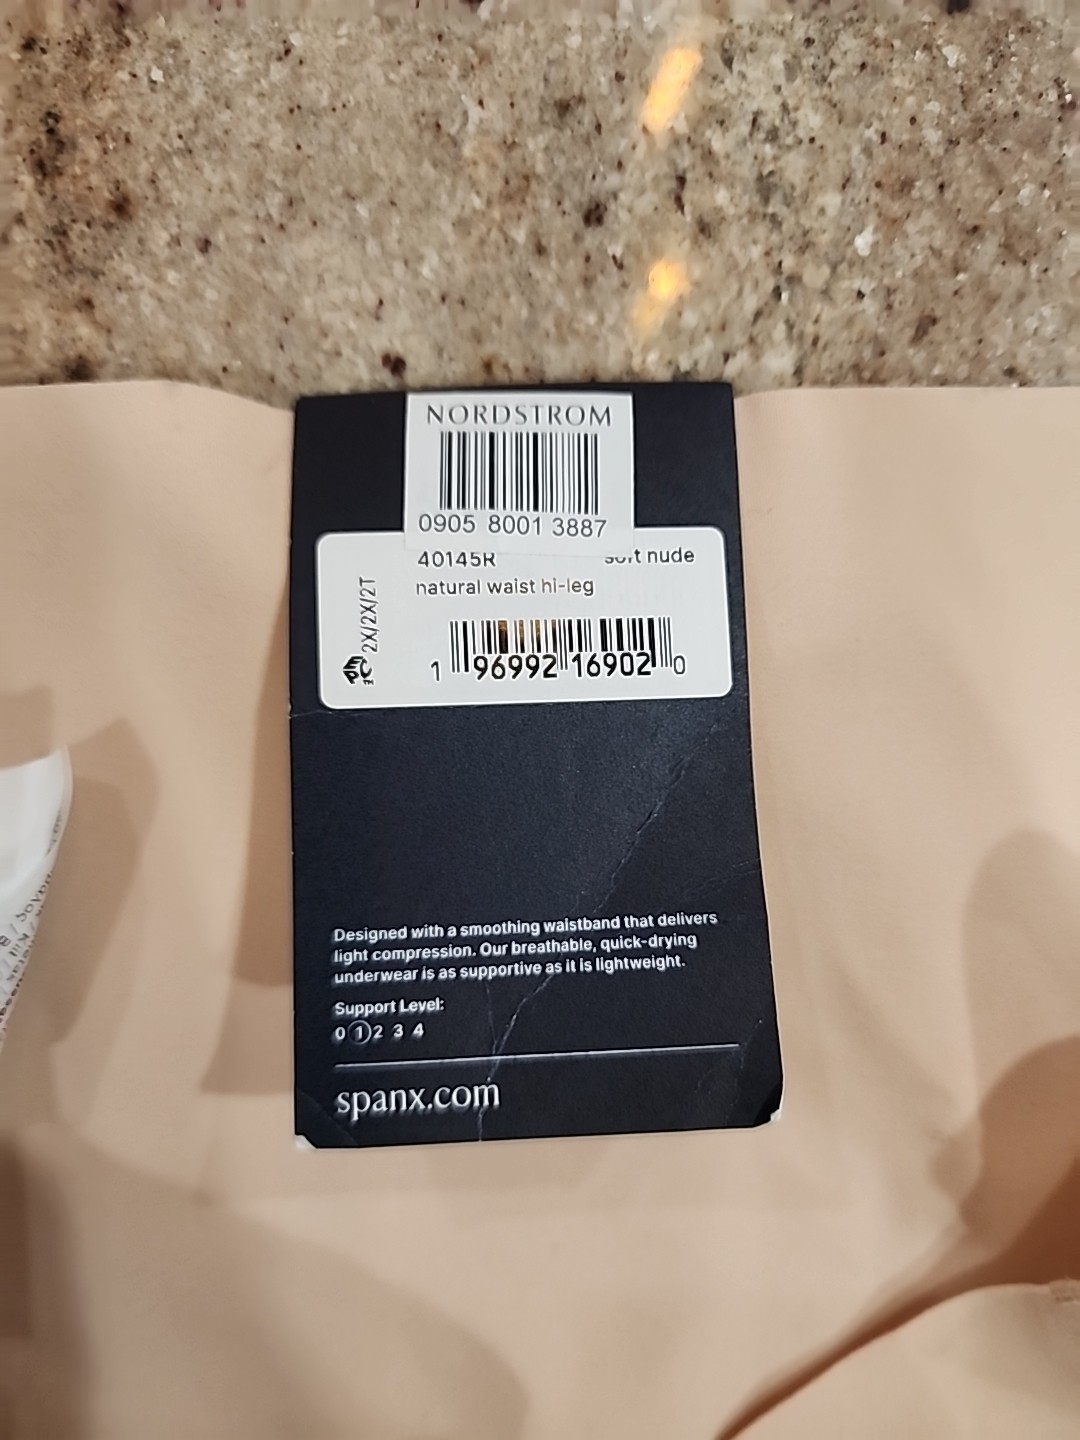 NORDSTROM
0905 8001 3887
40145R soft nude
natural waist hi-leg
2X/2X/2T
EPC
TM
1 96992 16902 0
Designed with a smoothing waistband that delivers
light compression. Our breathable, quick-drying
underwear is as supportive as it is lightweight.
Support Level:
0 1 2 3 4
spanx.com